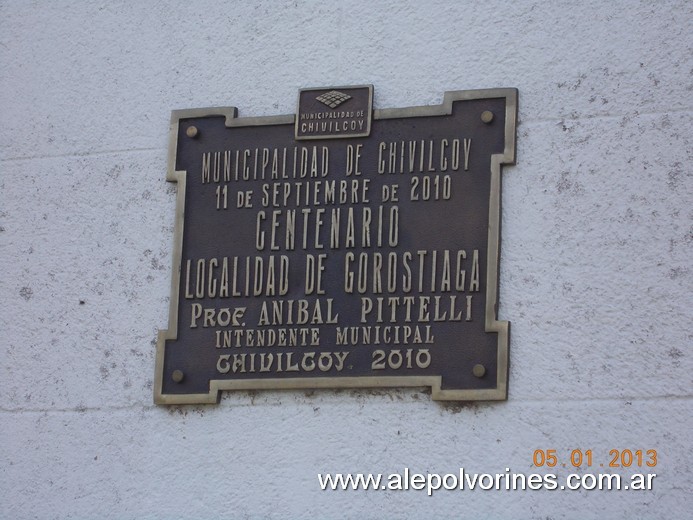 MUNICIPALIDAD DE
CHIVILCOY
MUNICIPALIDAD DE CHIVILCOY
11 DE SEPTIEMBRE DE 2010
CENTENARIO
LOCALIDAD DE GOROSTIAGA
PROF. ANIBAL PITTELLI
INTENDENTE MUNICIPAL
CHIVILCOY 2010
05.01.2013
www.alepolvorines.com.ar